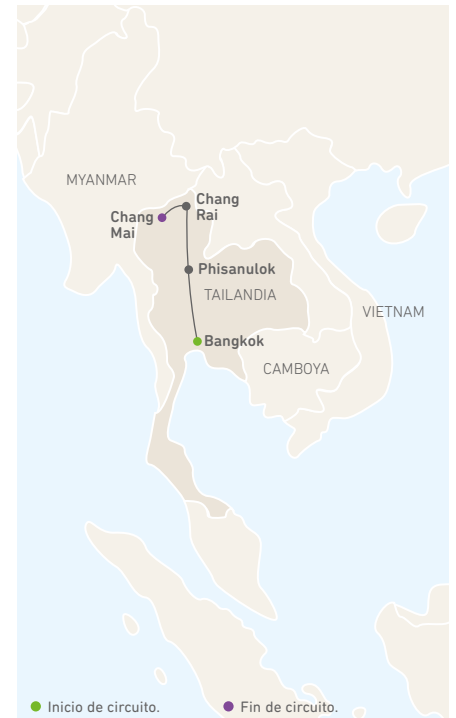 MYANMAR
Chang
Rai
Chang
Mai
Phisanulok
TAILANDIA
VIETNAM
Bangkok
CAMBOYA
Inicio de circuito.
Fin de circuito.